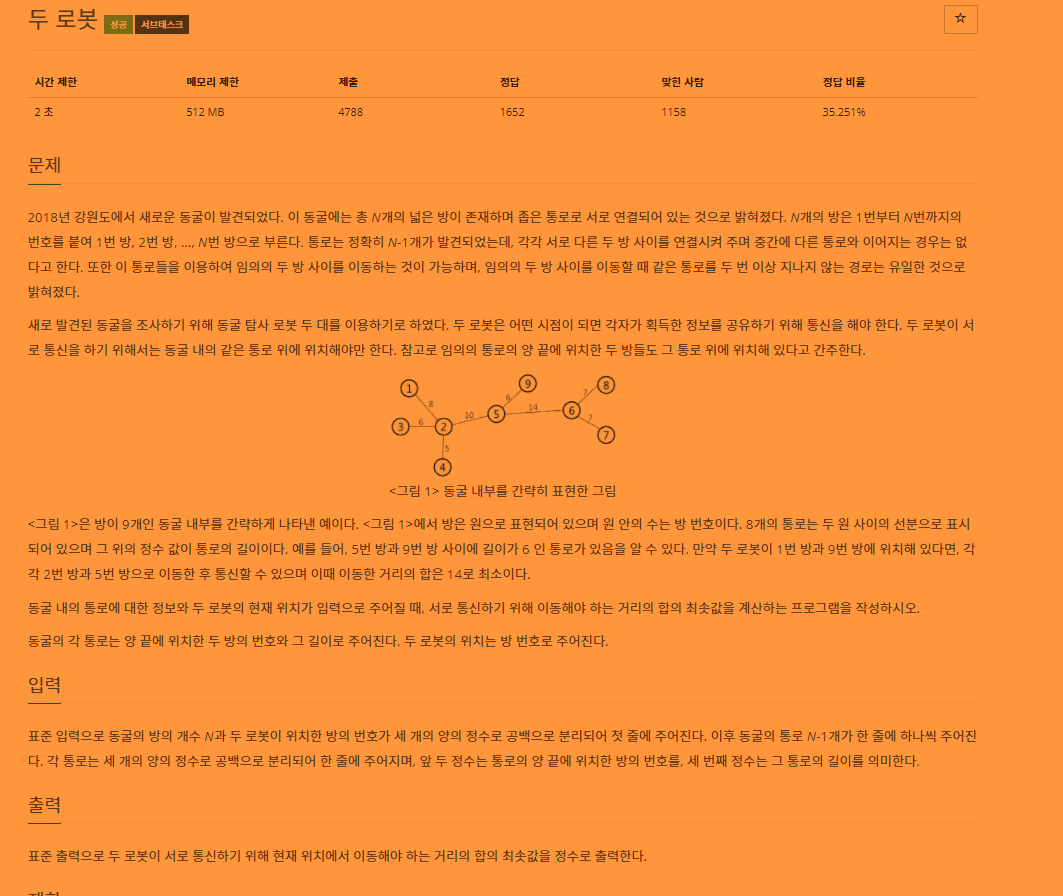 두 로봇 성공 서브태스크
☆
시간 제한 메모리 제한 제출 정답 맞힌 사람 정답 비율
2 초 512 MB 4788 1652 1158 35.251%
문제
2018년 강원도에서 새로운 동굴이 발견되었다. 이 동굴에는 총 N개의 넓은 방이 존재하며 좁은 통로로 서로 연결되어 있는 것으로 밝혀졌다. N개의 방은 1번부터 N번까지의
번호를 붙여 1번 방, 2번 방, ..., N번 방으로 부른다. 통로는 정확히 N-1개가 발견되었는데, 각각 서로 다른 두 방 사이를 연결시켜 주며 중간에 다른 통로와 이어지는 경우는 없
다고 한다. 또한 이 통로들을 이용하여 임의의 두 방 사이를 이동하는 것이 가능하며, 임의의 두 방 사이를 이동할 때 같은 통로를 두 번 이상 지나지 않는 경로는 유일한 것으로
밝혀졌다.
새로 발견된 동굴을 조사하기 위해 동굴 탐사 로봇 두 대를 이용하기로 하였다. 두 로봇은 어떤 시점이 되면 각자가 획득한 정보를 공유하기 위해 통신을 해야 한다. 두 로봇이 서
로 통신을 하기 위해서는 동굴 내의 같은 통로 위에 위치해야만 한다. 참고로 임의의 통로의 양 끝에 위치한 두 방들도 그 통로 위에 위치해 있다고 간주한다.
1 8 9 6 7 8
3 6 2 10 5 14 6 7
5 7
4
<그림 1> 동굴 내부를 간략히 표현한 그림
<그림 1>은 방이 9개인 동굴 내부를 간략하게 나타낸 예이다. <그림 1>에서 방은 원으로 표현되어 있으며 원 안의 수는 방 번호이다. 8개의 통로는 두 원 사이의 선분으로 표시
되어 있으며 그 위의 정수 값이 통로의 길이이다. 예를 들어, 5번 방과 9번 방 사이에 길이가 6 인 통로가 있음을 알 수 있다. 만약 두 로봇이 1번 방과 9번 방에 위치해 있다면, 각
각 2번 방과 5번 방으로 이동한 후 통신할 수 있으며 이때 이동한 거리의 합은 14로 최소이다.
동굴 내의 통로에 대한 정보와 두 로봇의 현재 위치가 입력으로 주어질 때, 서로 통신하기 위해 이동해야 하는 거리의 합의 최솟값을 계산하는 프로그램을 작성하시오.
동굴의 각 통로는 양 끝에 위치한 두 방의 번호와 그 길이로 주어진다. 두 로봇의 위치는 방 번호로 주어진다.
입력
표준 입력으로 동굴의 방의 개수 N과 두 로봇이 위치한 방의 번호가 세 개의 양의 정수로 공백으로 분리되어 첫 줄에 주어진다. 이후 동굴의 통로 N-1개가 한 줄에 하나씩 주어진
다. 각 통로는 세 개의 양의 정수로 공백으로 분리되어 한 줄에 주어지며, 앞 두 정수는 통로의 양 끝에 위치한 방의 번호를, 세 번째 정수는 그 통로의 길이를 의미한다.
출력
표준 출력으로 두 로봇이 서로 통신하기 위해 현재 위치에서 이동해야 하는 거리의 합의 최솟값을 정수로 출력한다.